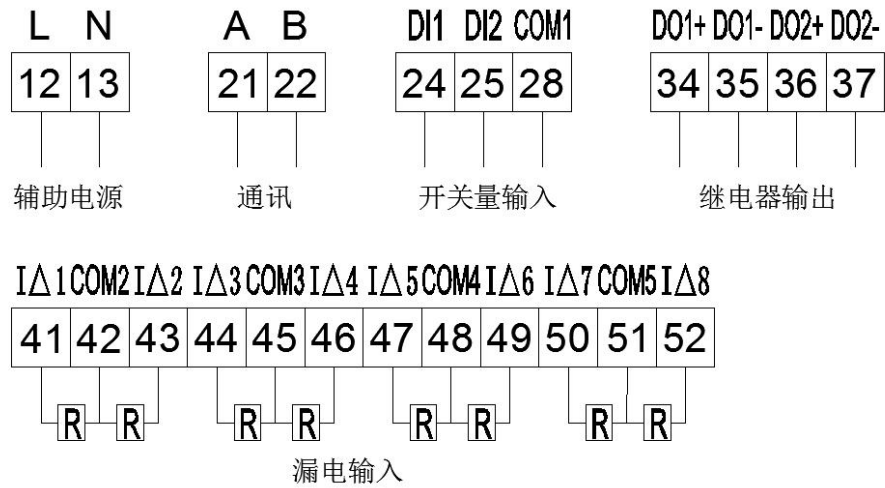 L N A B DI1 DI2 COM1 DO1+ DO1- DO2+ DO2-
12 13 21 22 24 25 28 34 35 36 37
辅助电源 通讯 开关量输入 继电器输出
I△1 COM2 I△2 I△3 COM3 I△4 I△5 COM4 I△6 I△7 COM5 I△8
41 42 43 44 45 46 47 48 49 50 51 52
R R R R R R R R
漏电输入